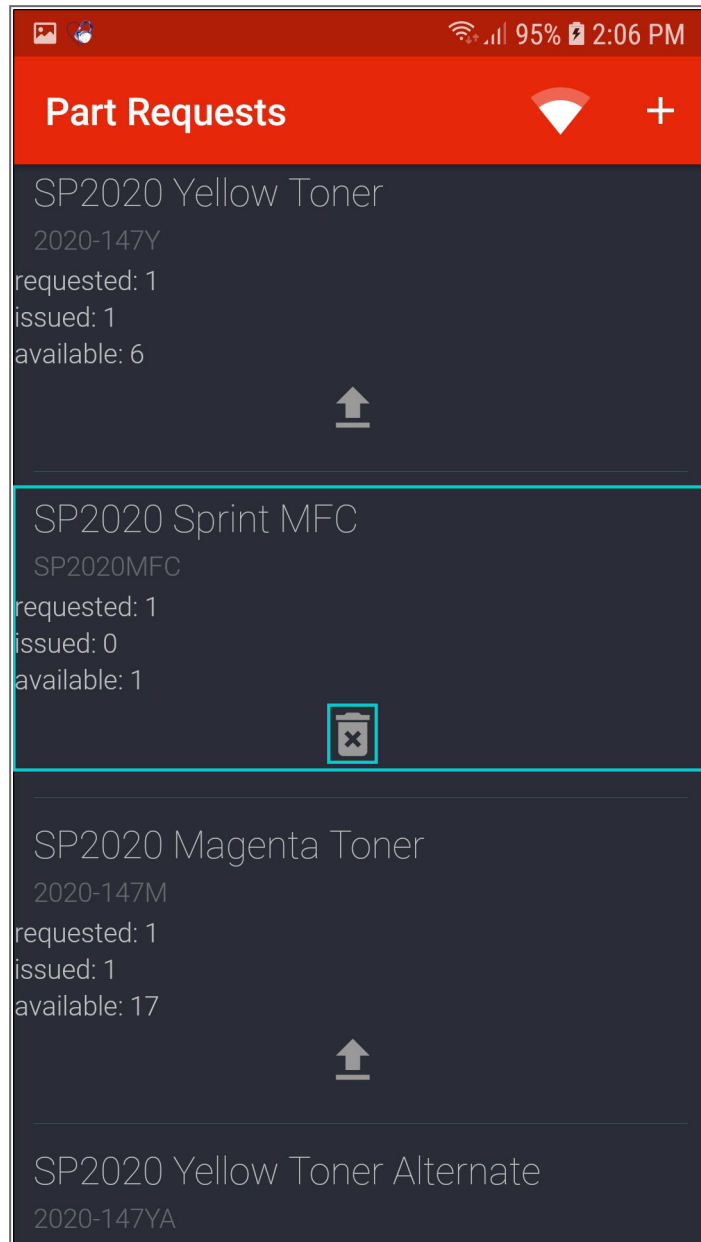 95% 2:06 PM
Part Requests +
SP2020 Yellow Toner
2020-147Y
requested: 1
issued: 1
available: 6
SP2020 Sprint MFC
SP2020MFC
requested: 1
issued: 0
available: 1
SP2020 Magenta Toner
2020-147M
requested: 1
issued: 1
available: 17
SP2020 Yellow Toner Alternate
2020-147YA